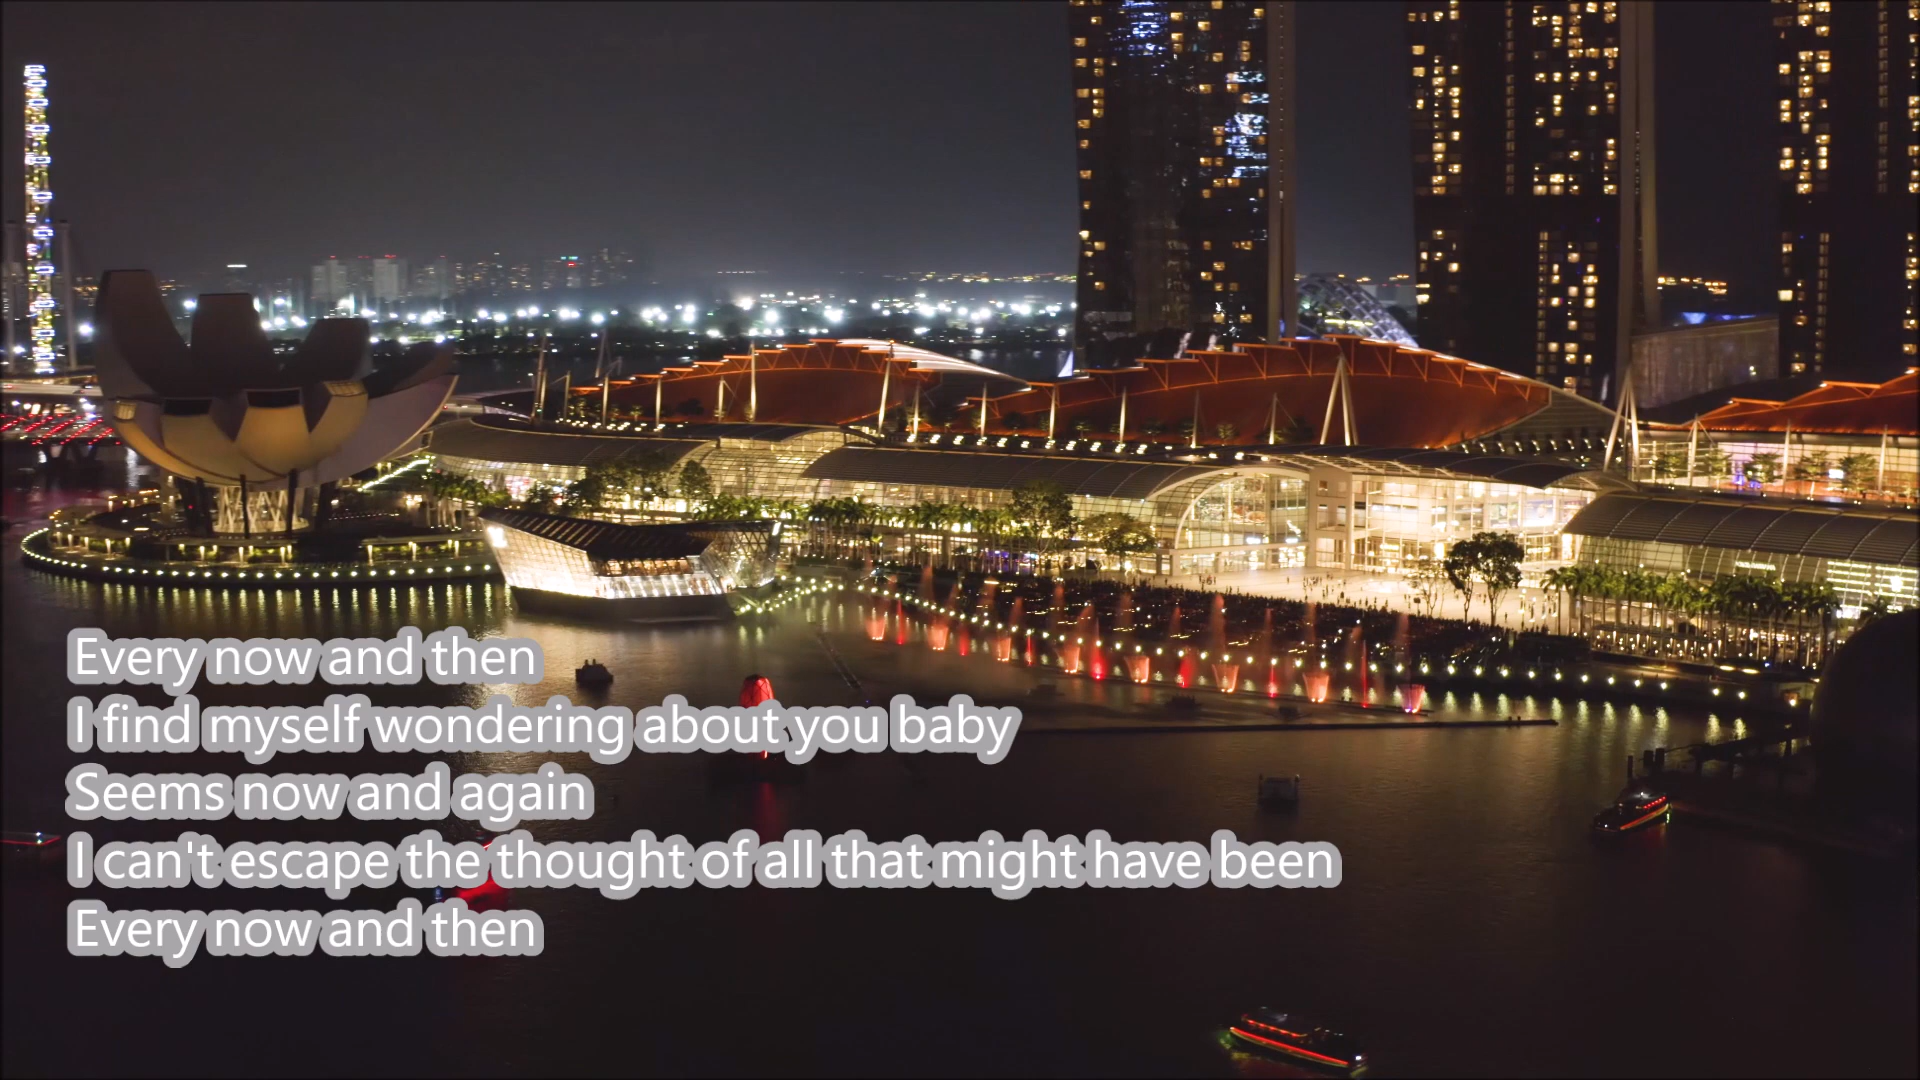 Every now and then
I find myself wondering about you baby
Seems now and again
I can't escape the thought of all that might have been
Every now and then